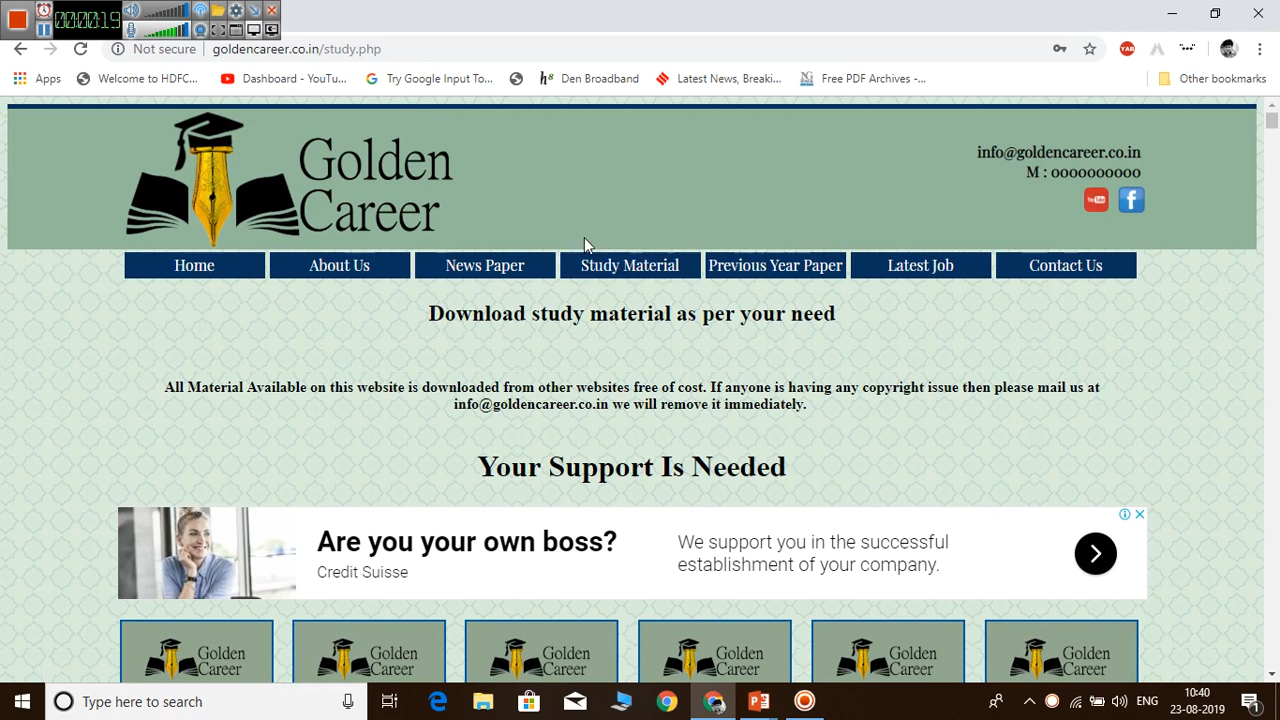 00:00:19
Not secure
goldencareer.co.in/study.php
YAB
Apps
Welcome to HDFC...
Dashboard - YouTu...
Try Google Input To...
Den Broadband
Latest News, Breaki...
Free PDF Archives -...
Other bookmarks
Golden
Career
info@goldencareer.co.in
M : 0000000000
Home
About Us
News Paper
Study Material
Previous Year Paper
Latest Job
Contact Us
Download study material as per your need
All Material Available on this website is downloaded from other websites free of cost. If anyone is having any copyright issue then please mail us at
info@goldencareer.co.in we will remove it immediately.
Your Support Is Needed
Are you your own boss?
Credit Suisse
We support you in the successful
establishment of your company.
Golden
Career
Golden
Career
Golden
Career
Golden
Career
Golden
Career
Golden
Career
Type here to search
ENG
10:40
23-08-2019